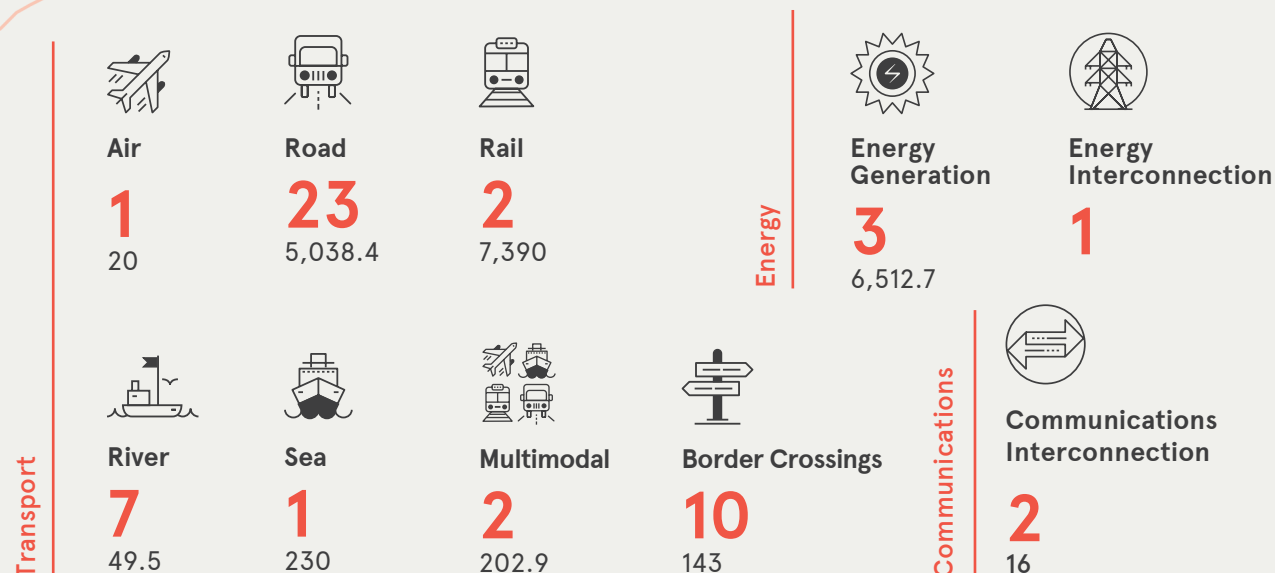 Air
1
20
Road
23
5,038.4
Rail
2
7,390
River
7
49.5
Sea
1
230
Multimodal
2
202.9
Border Crossings
10
143
Transport
Energy
Energy
Generation
3
6,512.7
Energy
Interconnection
1
Communications
Communications
Interconnection
2
16